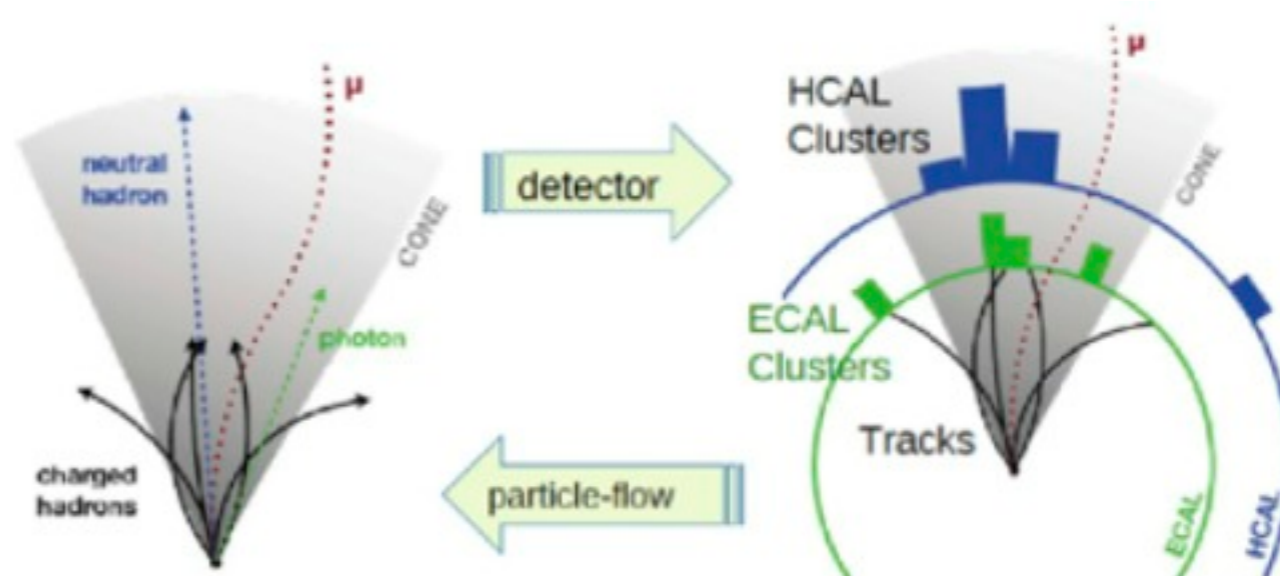 μ
neutral
hadron
CONE
photon
charged
hadrons
detector
particle-flow
μ
HCAL
Clusters
CONE
ECAL
Clusters
Tracks
ECAL
HCAL